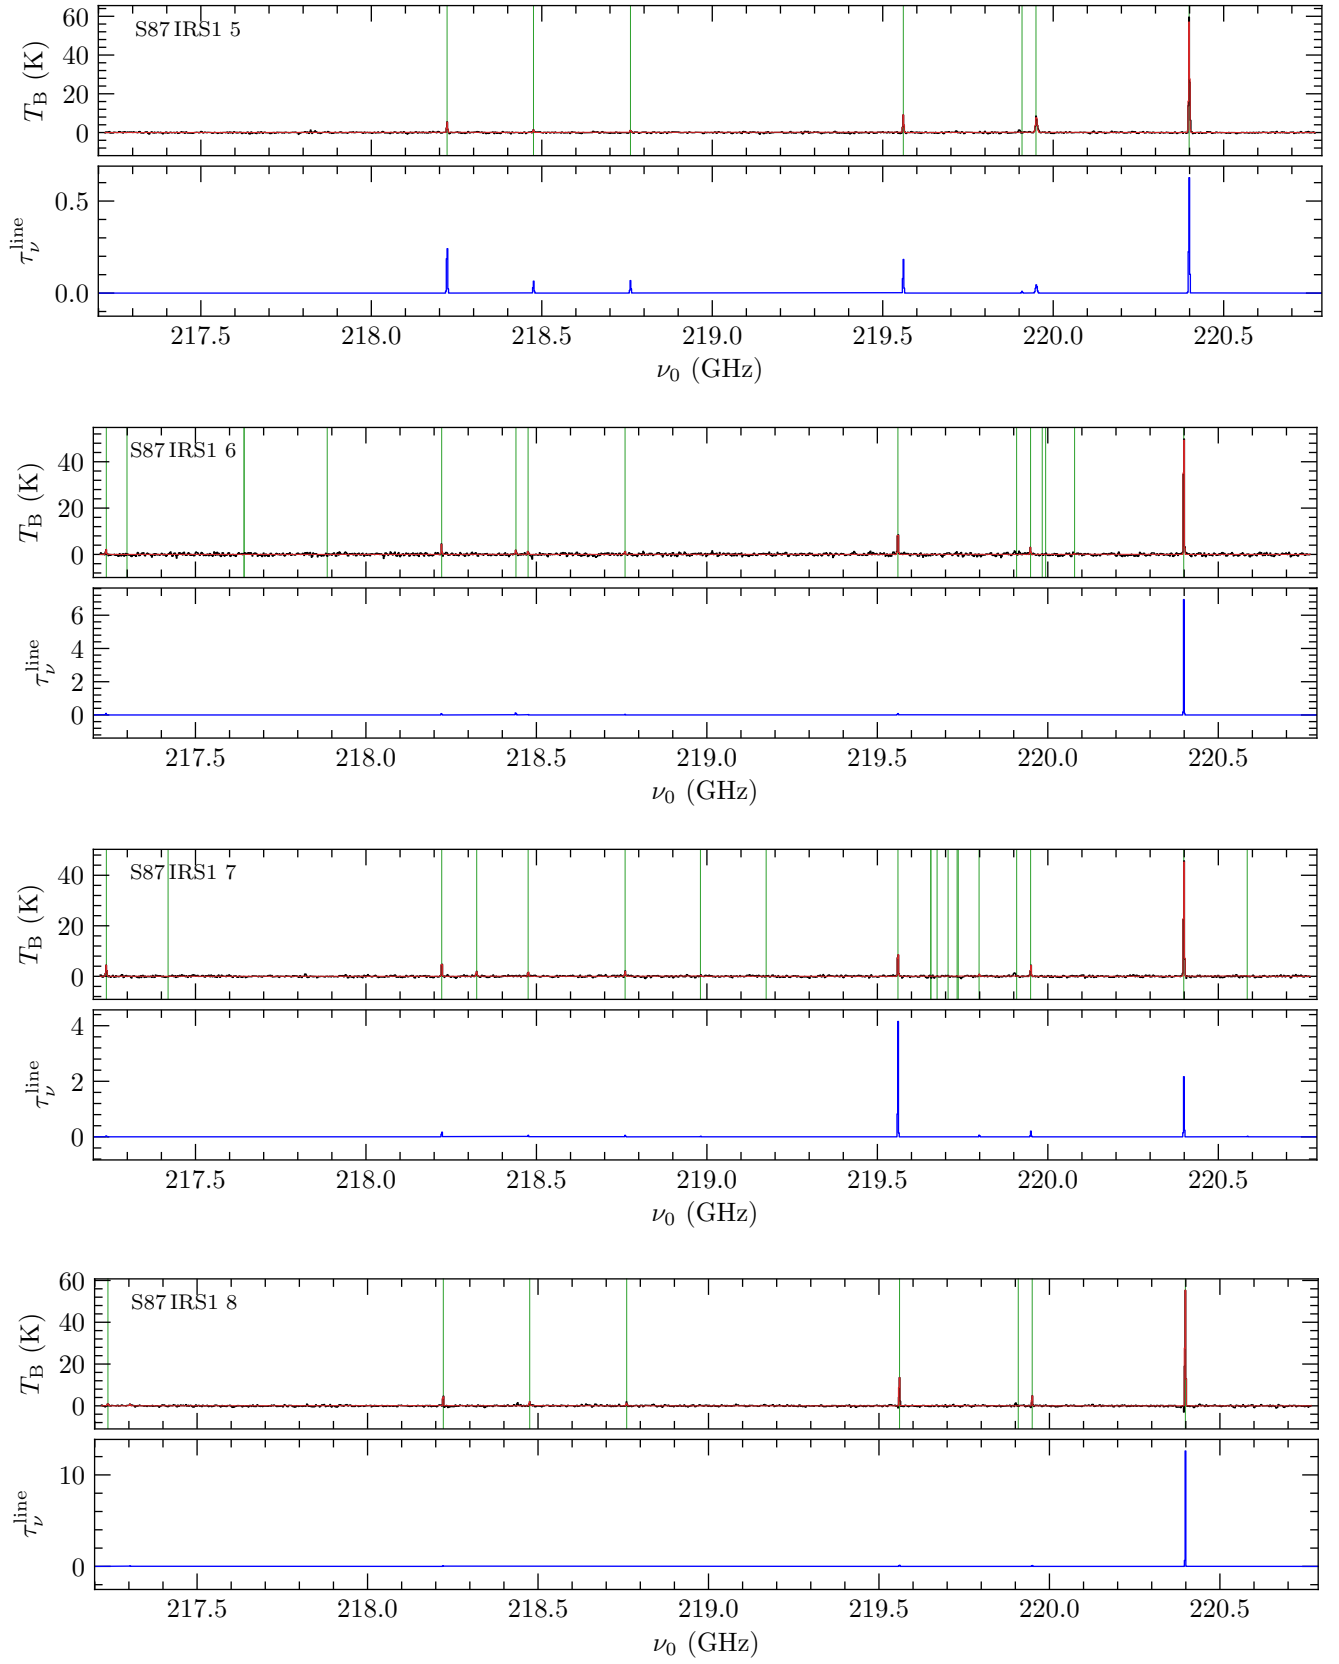 S87 IRS1 5
60
40
20
0
T_B (K)
0.5
0.0
τ_ν^line
217.5 218.0 218.5 219.0 219.5 220.0 220.5
ν₀ (GHz)
S87 IRS1 6
40
20
0
T_B (K)
6
4
2
0
τ_ν^line
217.5 218.0 218.5 219.0 219.5 220.0 220.5
ν₀ (GHz)
S87 IRS1 7
40
20
0
T_B (K)
4
2
0
τ_ν^line
217.5 218.0 218.5 219.0 219.5 220.0 220.5
ν₀ (GHz)
S87 IRS1 8
60
40
20
0
T_B (K)
10
0
τ_ν^line
217.5 218.0 218.5 219.0 219.5 220.0 220.5
ν₀ (GHz)